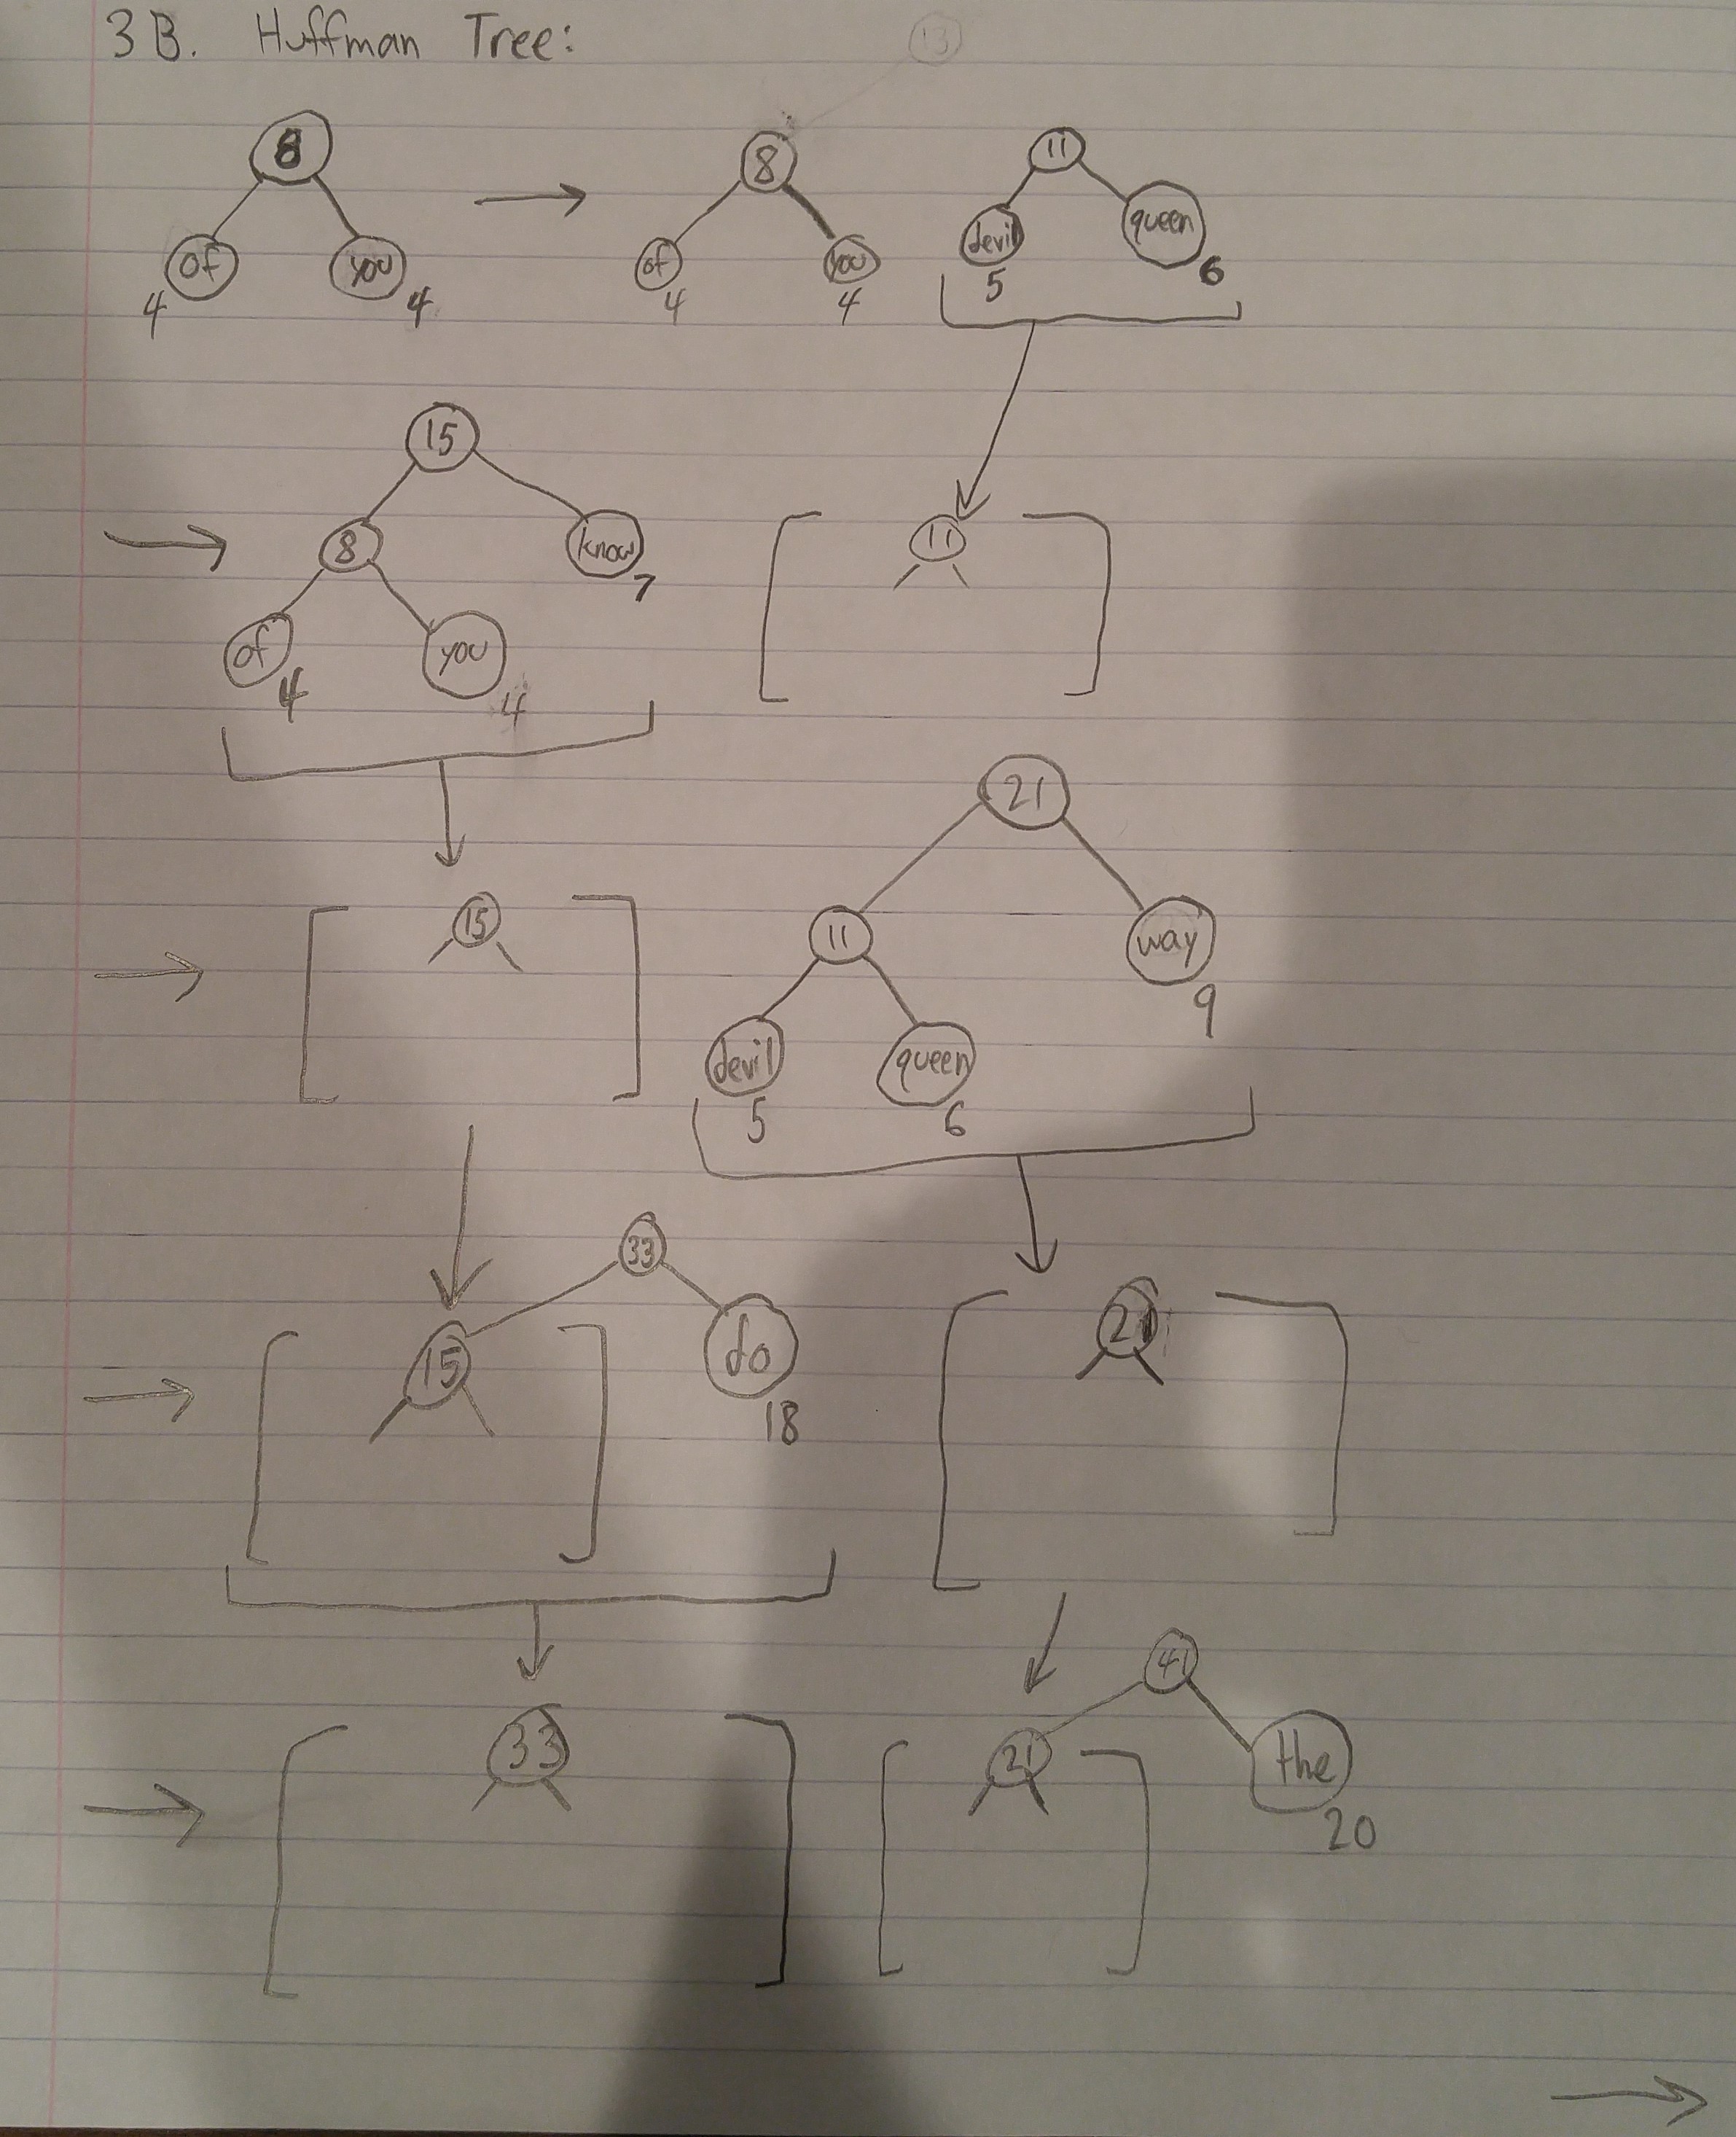 3B. Huffman Tree: 13
8 8 11
of you of you devil queen
4 4 4 4 5 6
15
8 know 11
7
of you
4 4
21
15 11 way
9
devil queen
5 6
33
15 do 21
18
41
33 21 the
20